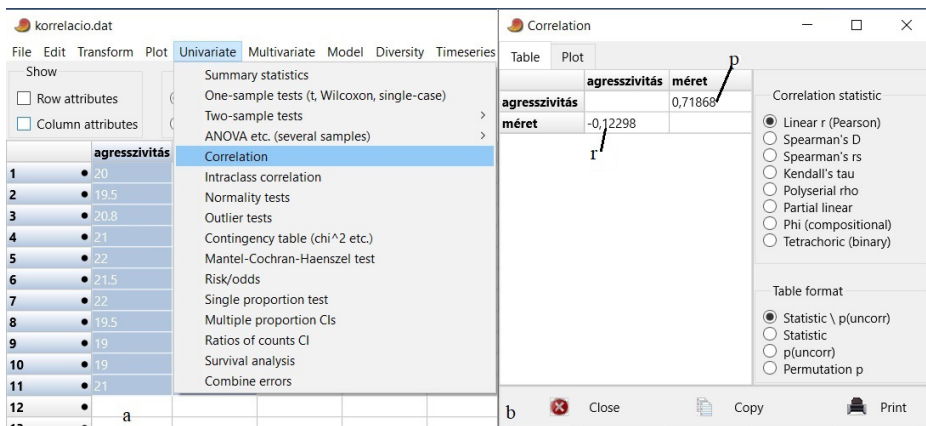 korrelacio.dat
File Edit Transform Plot Univariate Multivariate Model Diversity Timeseries
Show
Row attributes
Column attributes
Summary statistics
One-sample tests (t, Wilcoxon, single-case)
Two-sample tests >
ANOVA etc. (several samples) >
Correlation
Intraclass correlation
Normality tests
Outlier tests
Contingency table (chi^2 etc.)
Mantel-Cochran-Haenszel test
Risk/odds
Single proportion test
Multiple proportion CIs
Ratios of counts CI
Survival analysis
Combine errors
agresszivitás
1 20
2 19.5
3 20.8
4 21
5 22
6 21.5
7 22
8 19.5
9 19
10 19
11 21
12
a
Correlation
Table Plot
p
agresszivitás méret
agresszivitás 0,71868
méret -0,12298
r
Correlation statistic
Linear r (Pearson)
Spearman's D
Spearman's rs
Kendall's tau
Polyserial rho
Partial linear
Phi (compositional)
Tetrachoric (binary)
Table format
Statistic \ p(uncorr)
Statistic
p(uncorr)
Permutation p
b
Close Copy Print